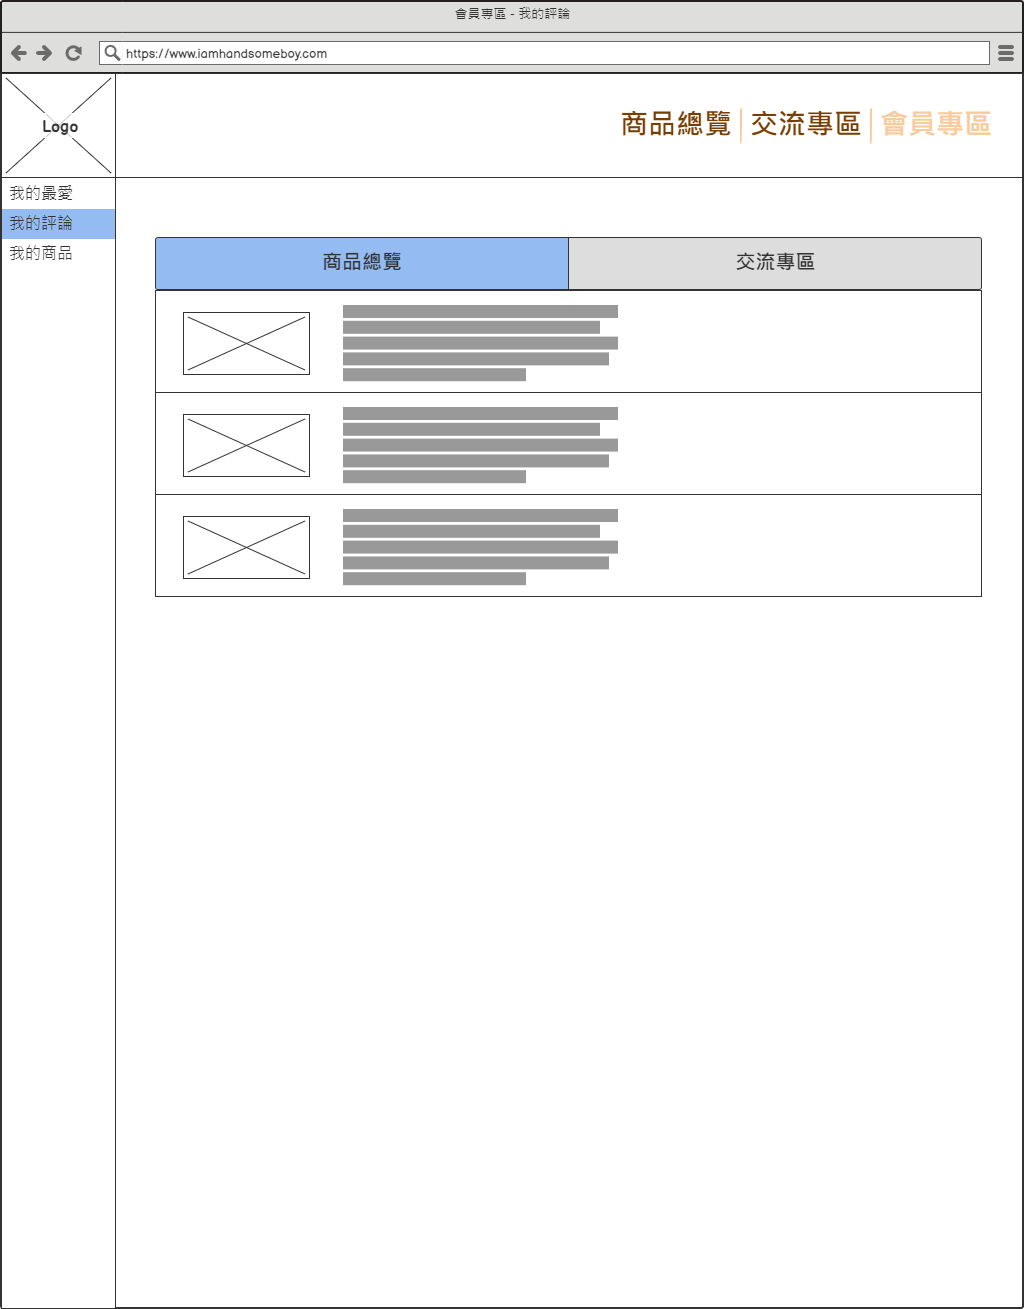 會員專區 - 我的評論
https://www.iamhandsomeboy.com
Logo
商品總覽 交流專區 會員專區
我的最愛
我的評論
我的商品
商品總覽 交流專區